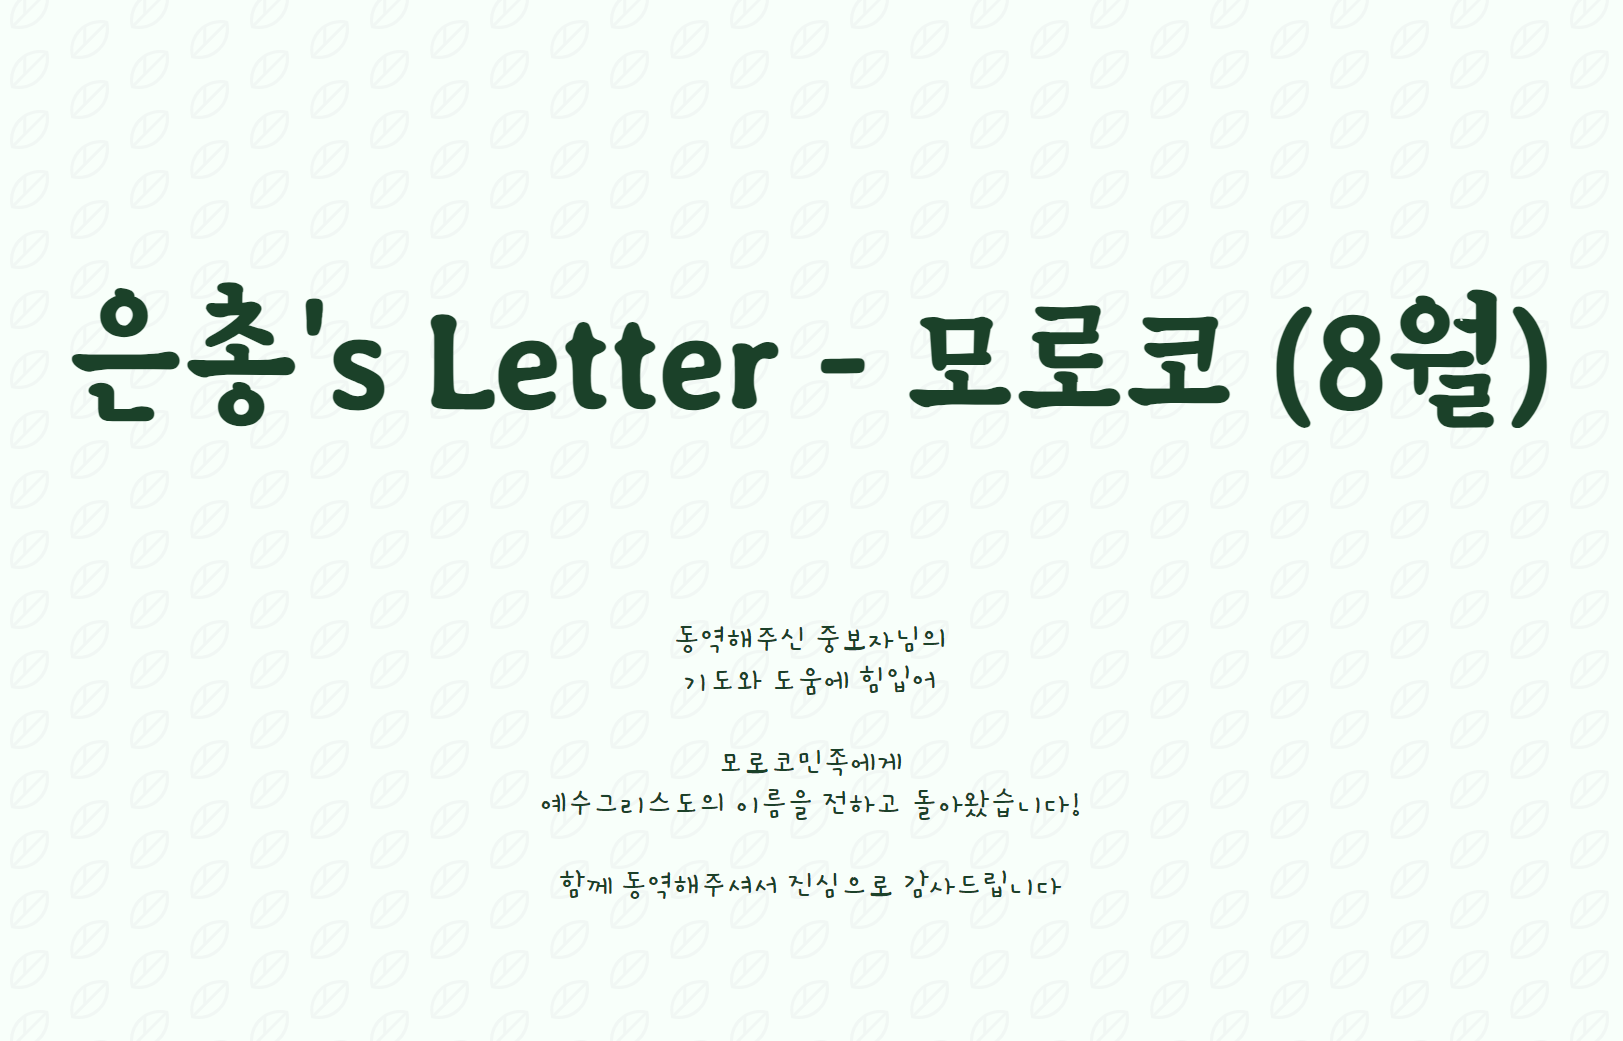 은총's Letter - 모로코 (8월)
동역해주신 중보자님의
기도와 도움에 힘입어
모로코민족에게
예수그리스도의 이름을 전하고 돌아왔습니다!
함께 동역해주셔서 진심으로 감사드립니다